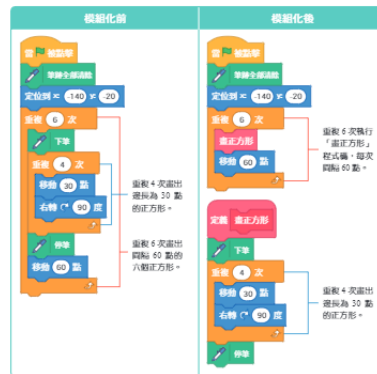 模組化前
當 被點擊
筆跡全部清除
定位到 x: -140 y: -20
重複 6 次
下筆
重複 4 次
移動 30 點
右轉 90 度
停筆
移動 60 點
重複 4 次畫出
邊長為 30 點
的正方形。
重複 6 次畫出
間隔 60 點的
六個正方形。
模組化後
當 被點擊
筆跡全部清除
定位到 x: -140 y: -20
重複 6 次
畫正方形
移動 60 點
重複 6 次執行
「畫正方形」
程式積,每次
間隔 60 點。
定義 畫正方形
下筆
重複 4 次
移動 30 點
右轉 90 度
停筆
重複 4 次畫出
邊長為 30 點
的正方形。